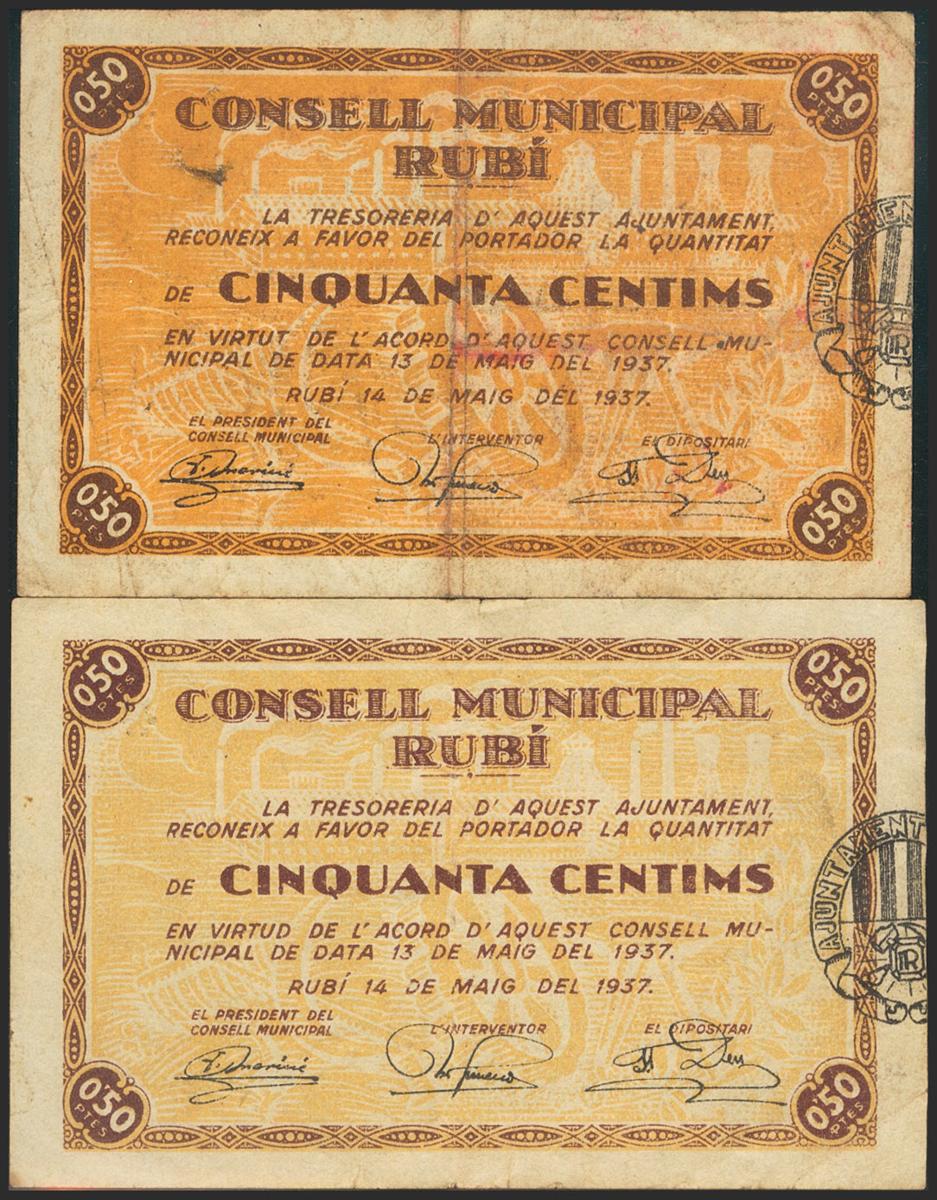 0'50 PTES
0'50 PTES
CONSELL MUNICIPAL
RUBÍ
LA TRESORERIA D'AQUEST AJUNTAMENT,
RECONEIX A FAVOR DEL PORTADOR LA QUANTITAT
DE CINQUANTA CENTIMS
EN VIRTUT DE L'ACORD D'AQUEST CONSELL MU-
NICIPAL DE DATA 13 DE MAIG DEL 1937.
RUBÍ 14 DE MAIG DEL 1937.
EL PRESIDENT DEL
CONSELL MUNICIPAL
L'INTERVENTOR
EL DIPOSITARI
0'50 PTES
0'50 PTES
AJUNTAMEN
R
0'50 PTES
0'50 PTES
CONSELL MUNICIPAL
RUBÍ
LA TRESORERIA D'AQUEST AJUNTAMENT,
RECONEIX A FAVOR DEL PORTADOR LA QUANTITAT
DE CINQUANTA CENTIMS
EN VIRTUD DE L'ACORD D'AQUEST CONSELL MU-
NICIPAL DE DATA 13 DE MAIG DEL 1937.
RUBÍ 14 DE MAIG DEL 1937.
EL PRESIDENT DEL
CONSELL MUNICIPAL
L'INTERVENTOR
EL DIPOSITARI
0'50 PTES
0'50 PTES
AJUNTAMENT
R